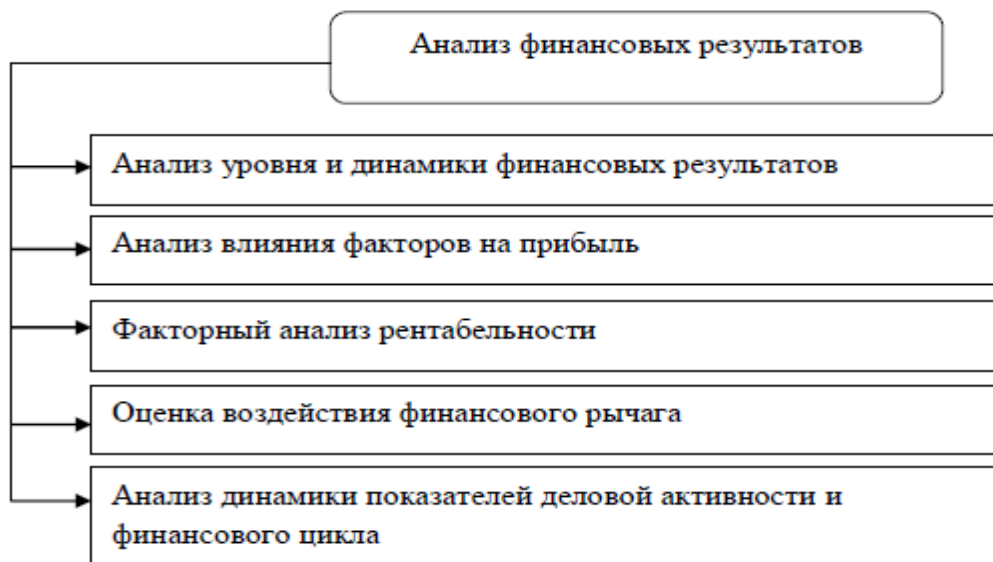 Анализ финансовых результатов
Анализ уровня и динамики финансовых результатов
Анализ влияния факторов на прибыль
Факторный анализ рентабельности
Оценка воздействия финансового рычага
Анализ динамики показателей деловой активности и
финансового цикла